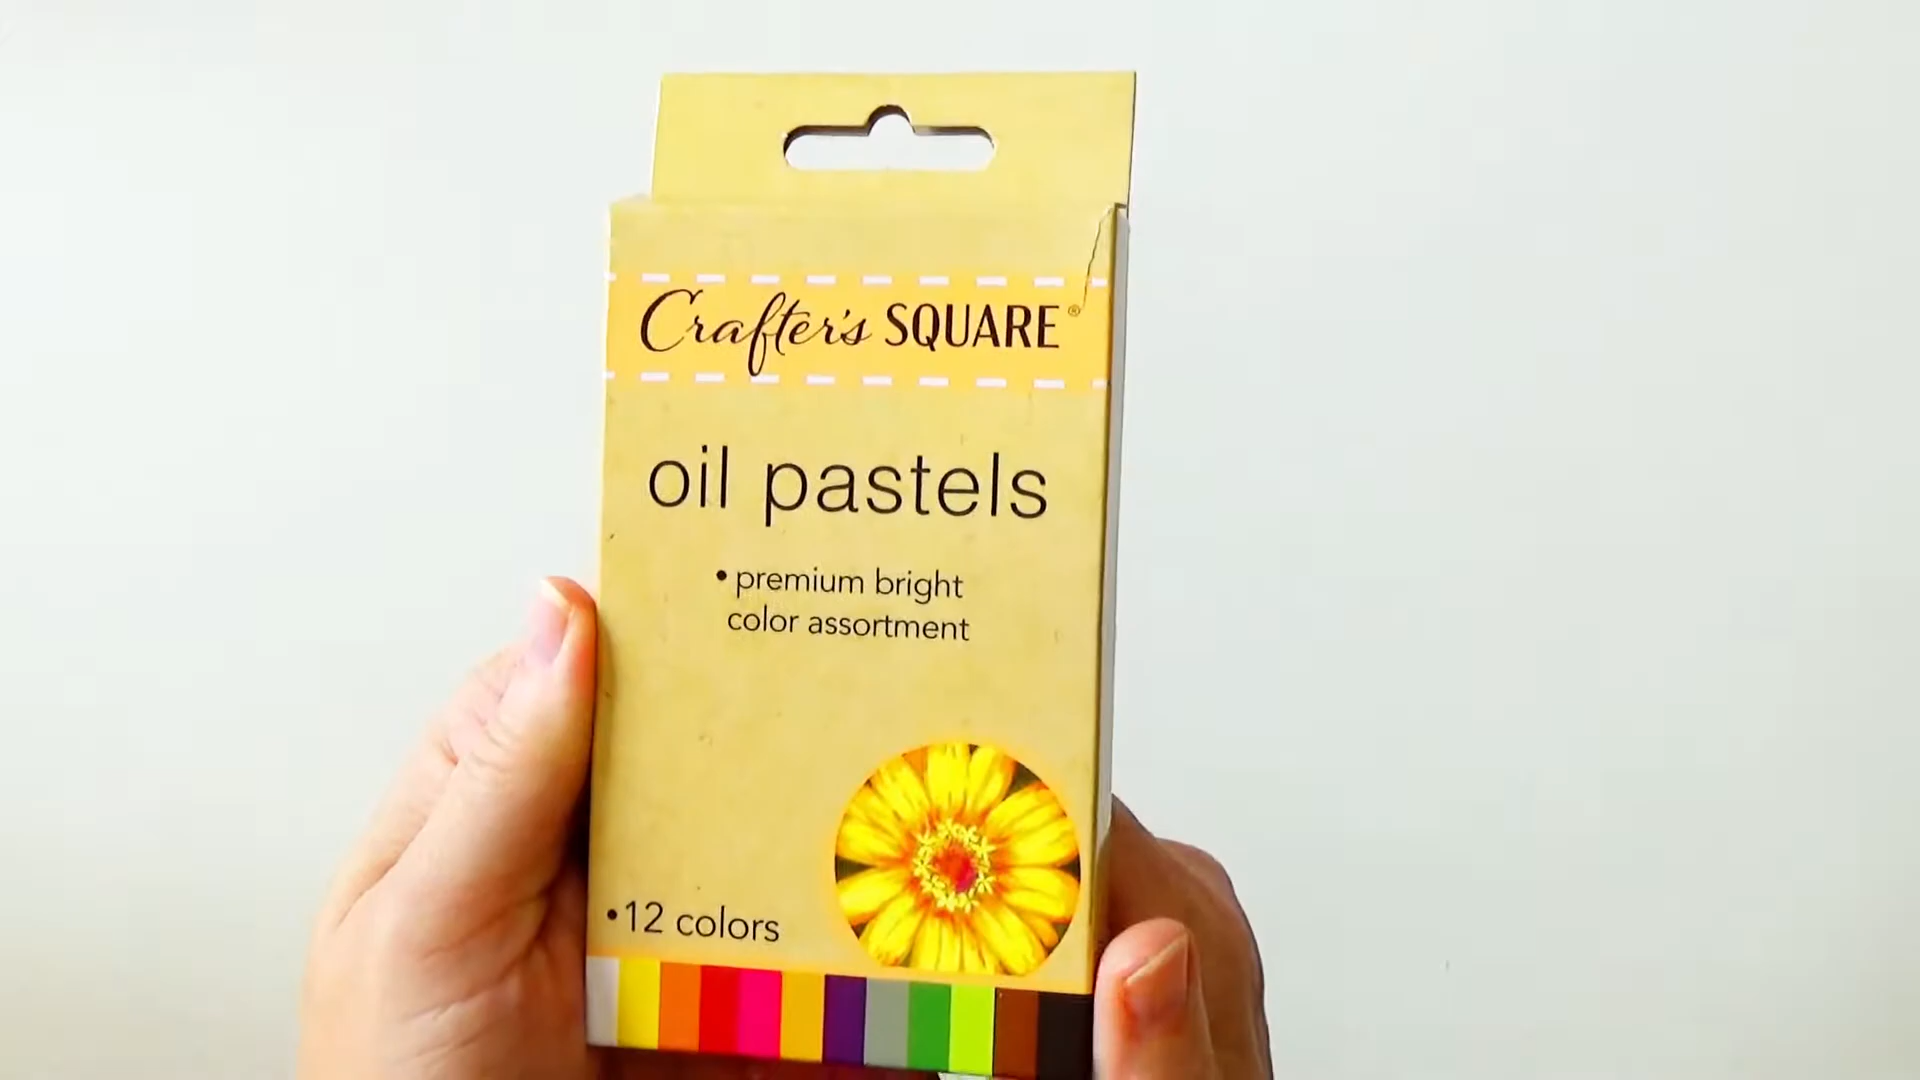 Crafter's SQUARE®
oil pastels
• premium bright
color assortment
•12 colors